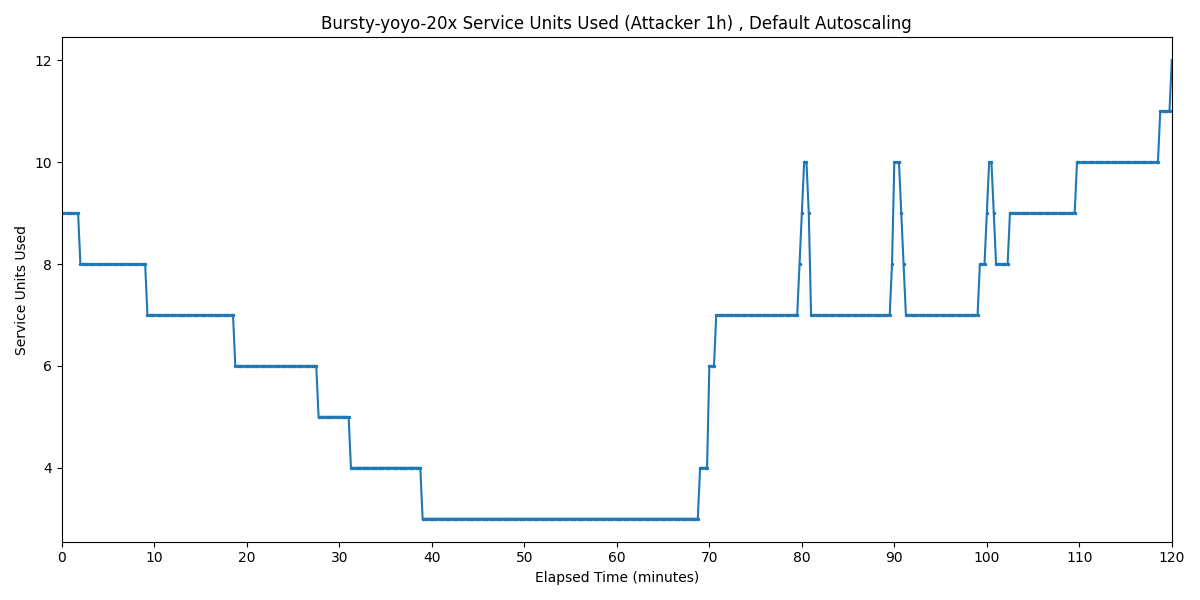 Bursty-yoyo-20x Service Units Used (Attacker 1h) , Default Autoscaling
Service Units Used
12
10
8
6
4
0 10 20 30 40 50 60 70 80 90 100 110 120
Elapsed Time (minutes)